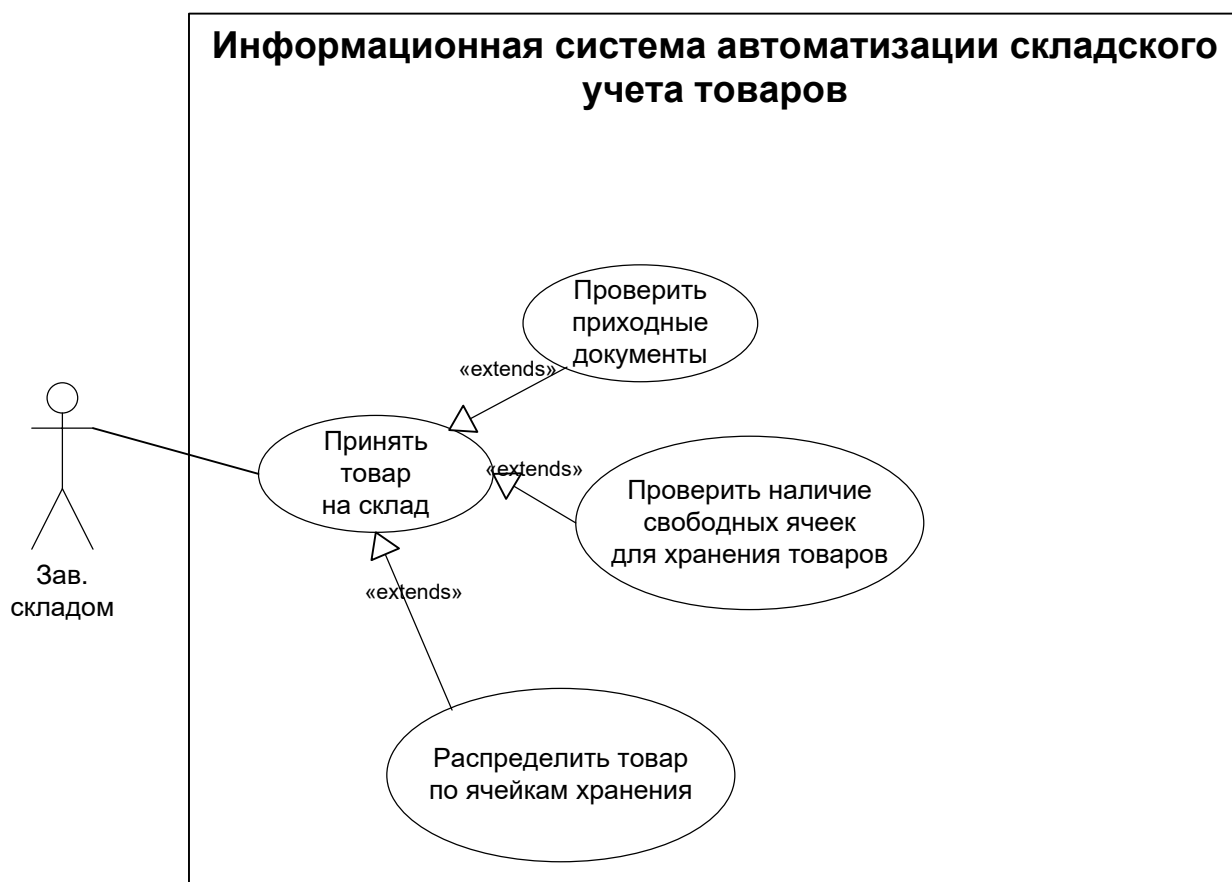 Информационная система автоматизации складского
учета товаров
Проверить
приходные
документы
«extends»
Принять
товар
на склад
«extends»
Проверить наличие
свободных ячеек
для хранения товаров
Зав.
складом
«extends»
Распределить товар
по ячейкам хранения